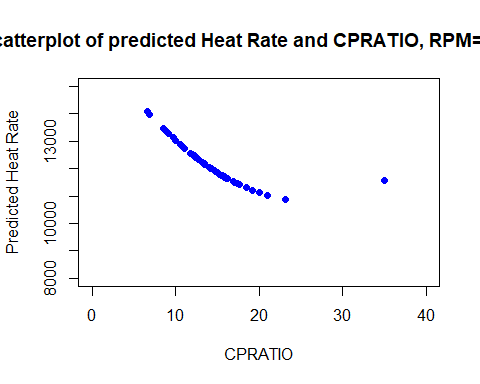 catterplot of predicted Heat Rate and CPRATIO, RPM=
Predicted Heat Rate
13000
10000
8000
0 10 20 30 40
CPRATIO